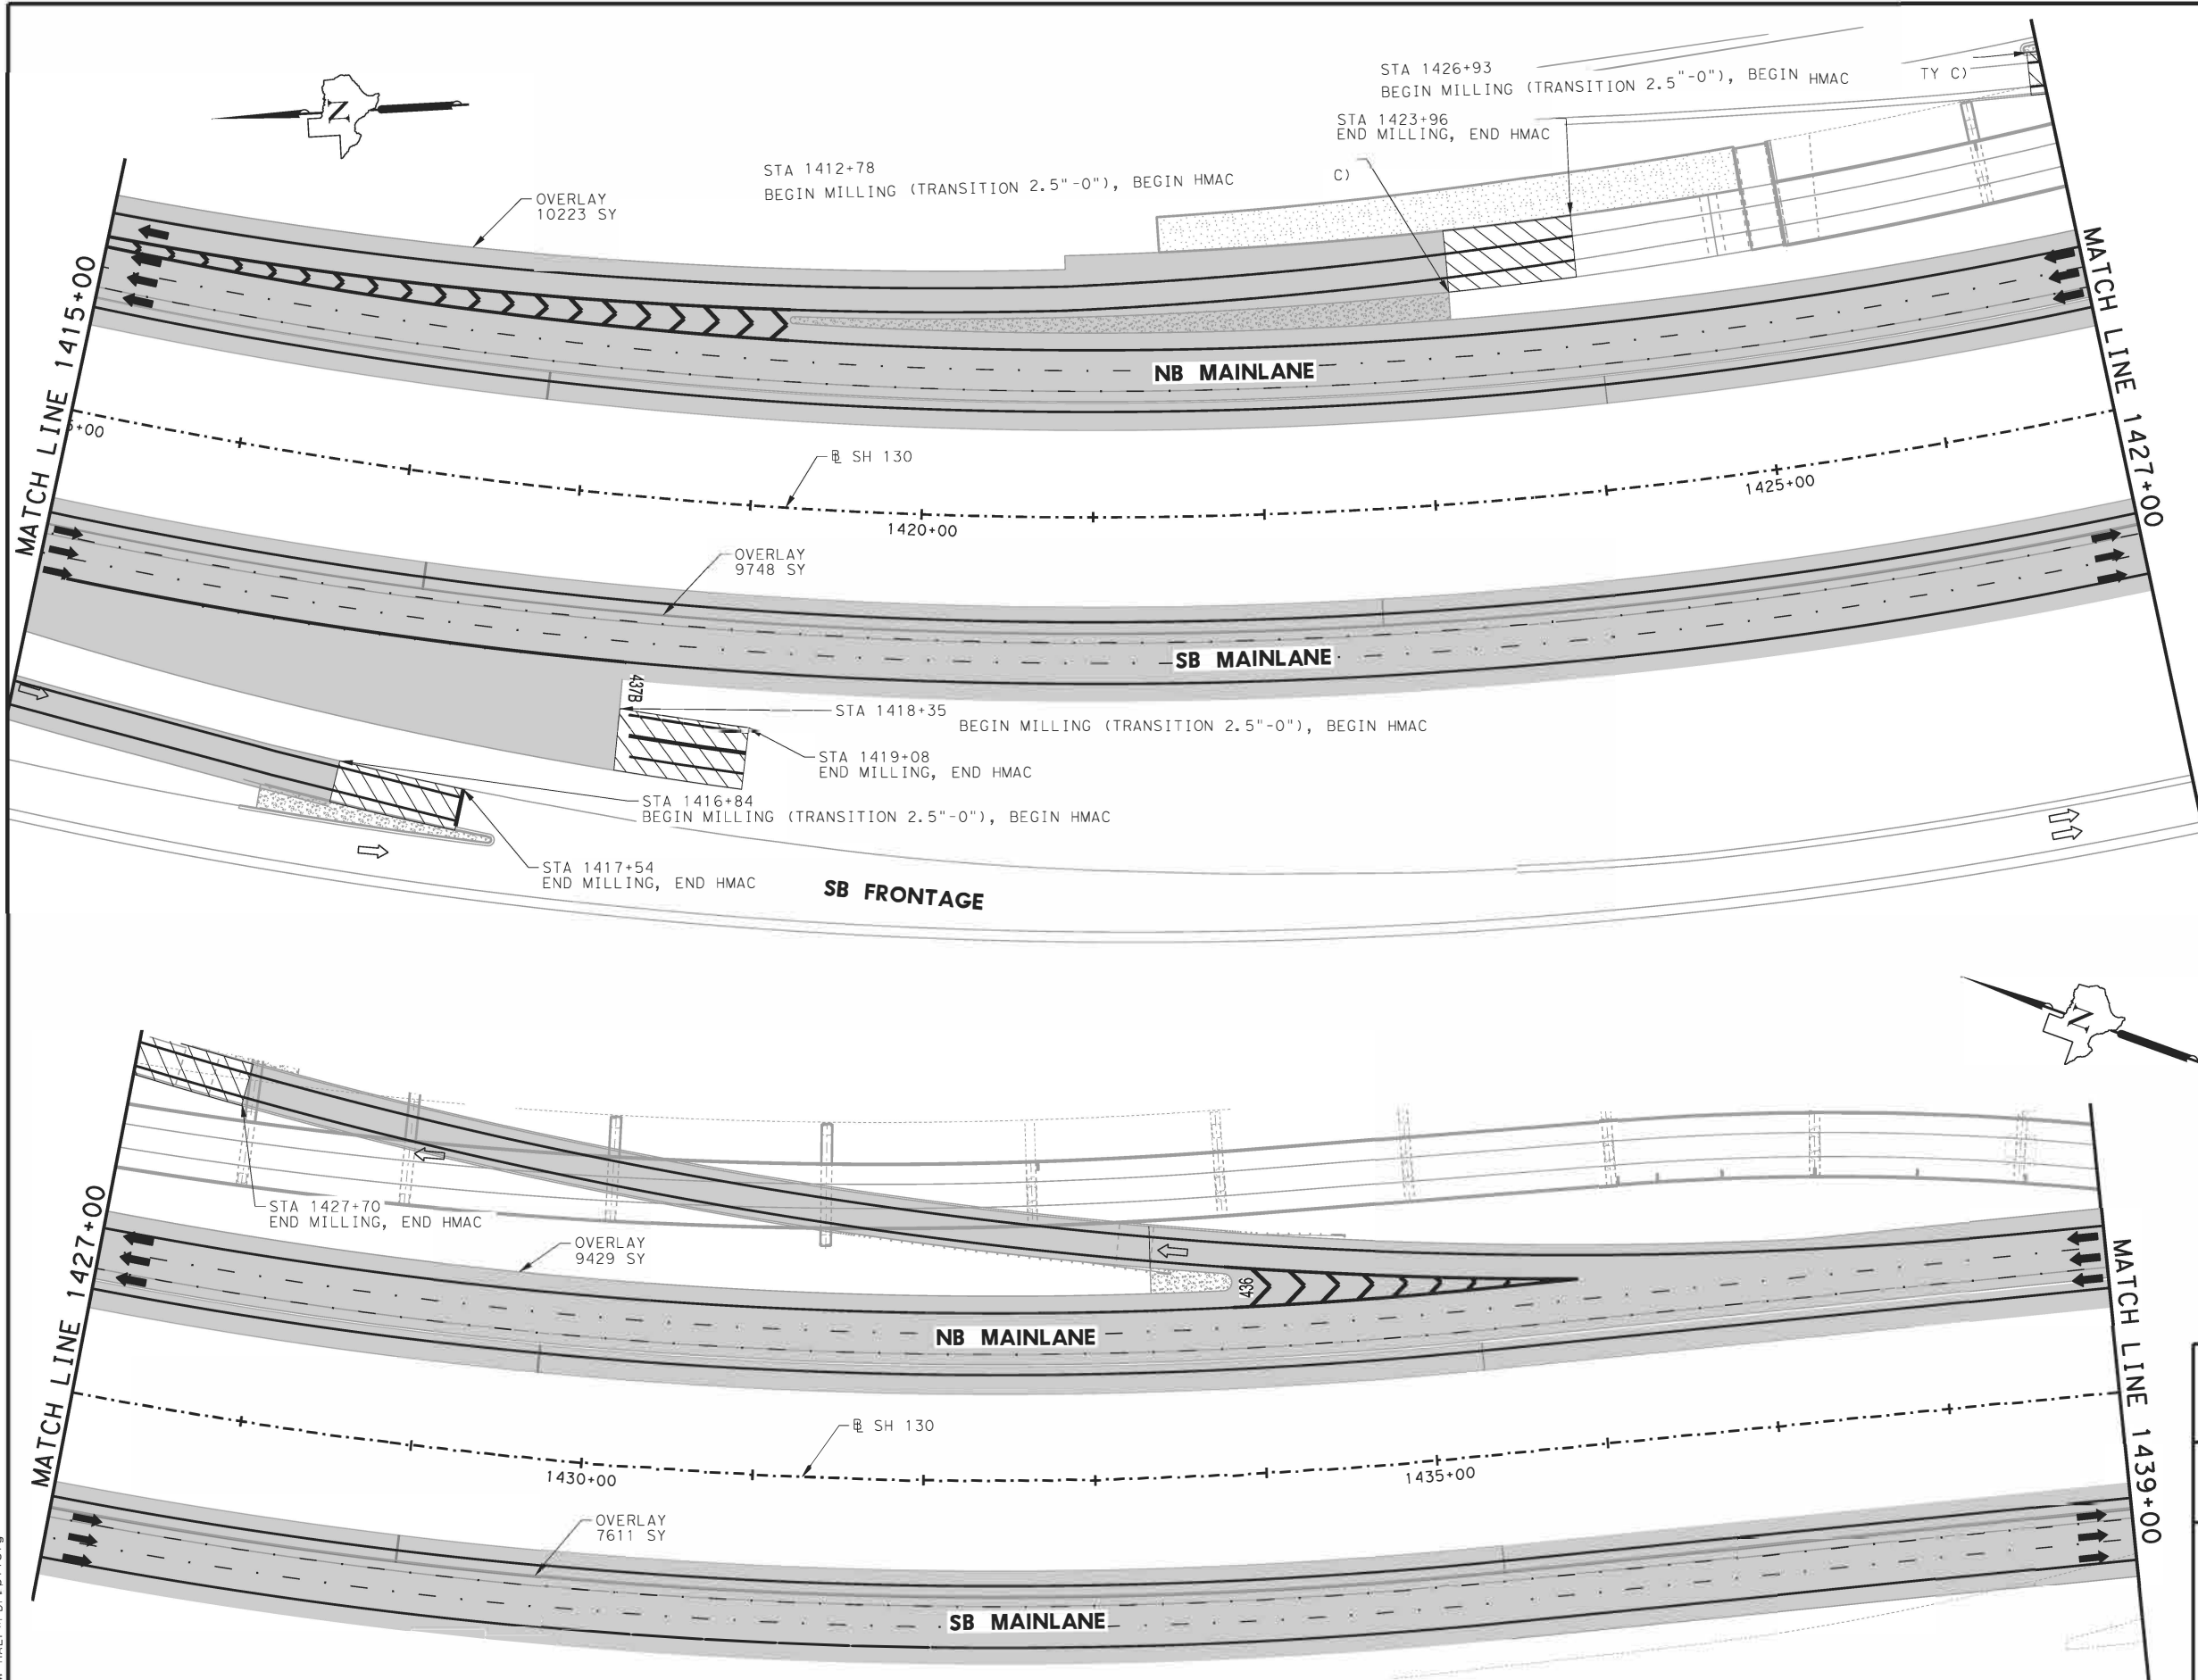 N
STA 1426+93
BEGIN MILLING (TRANSITION 2.5"-0"), BEGIN HMAC
TY C)
STA 1423+96
END MILLING, END HMAC
C)
STA 1412+78
BEGIN MILLING (TRANSITION 2.5"-0"), BEGIN HMAC
OVERLAY
10223 SY
MATCH LINE 1415+00
MATCH LINE 1427+00
NB MAINLANE
+00
℄ SH 130
1420+00
1425+00
OVERLAY
9748 SY
SB MAINLANE
437B
STA 1418+35
BEGIN MILLING (TRANSITION 2.5"-0"), BEGIN HMAC
STA 1419+08
END MILLING, END HMAC
STA 1416+84
BEGIN MILLING (TRANSITION 2.5"-0"), BEGIN HMAC
STA 1417+54
END MILLING, END HMAC
SB FRONTAGE
N
STA 1427+70
END MILLING, END HMAC
OVERLAY
9429 SY
436
MATCH LINE 1427+00
MATCH LINE 1439+00
NB MAINLANE
℄ SH 130
1430+00
1435+00
OVERLAY
7611 SY
SB MAINLANE